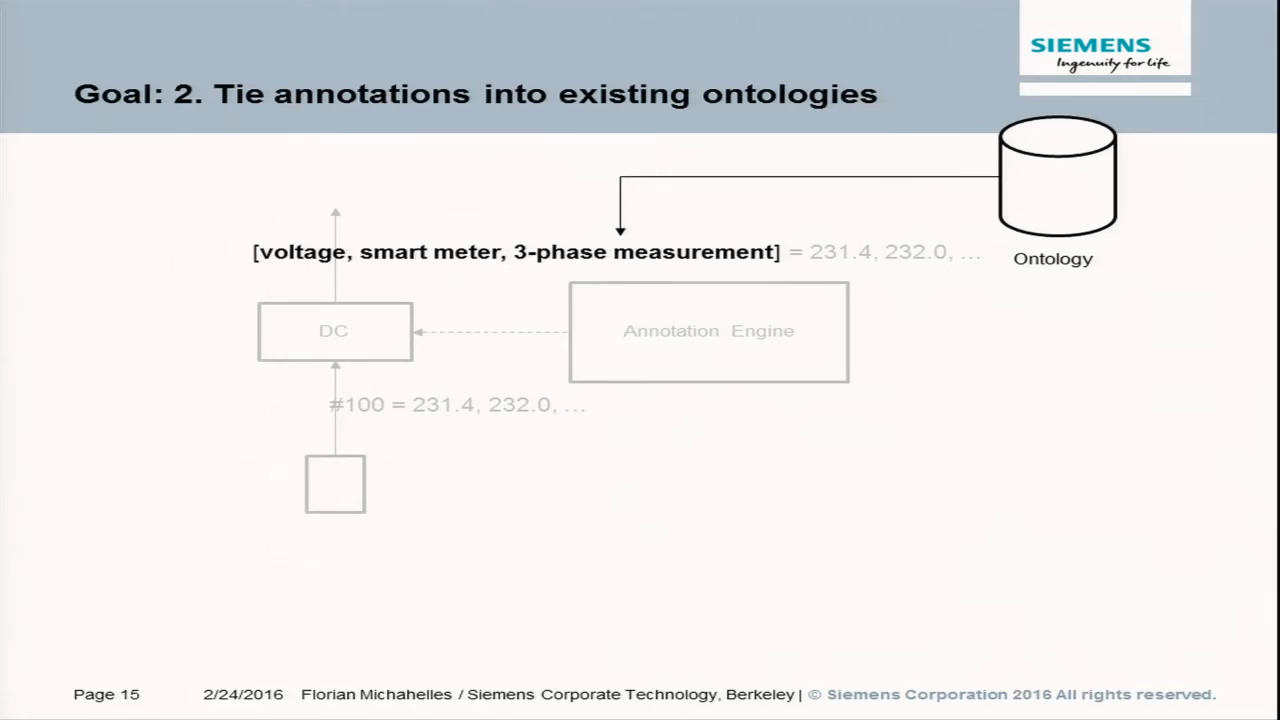 SIEMENS
Ingenuity for life
Goal: 2. Tie annotations into existing ontologies
[voltage, smart meter, 3-phase measurement] = 231.4, 232.0, …
Ontology
DC
Annotation Engine
#100 = 231.4, 232.0, …
Page 15 2/24/2016 Florian Michahelles / Siemens Corporate Technology, Berkeley | © Siemens Corporation 2016 All rights reserved.